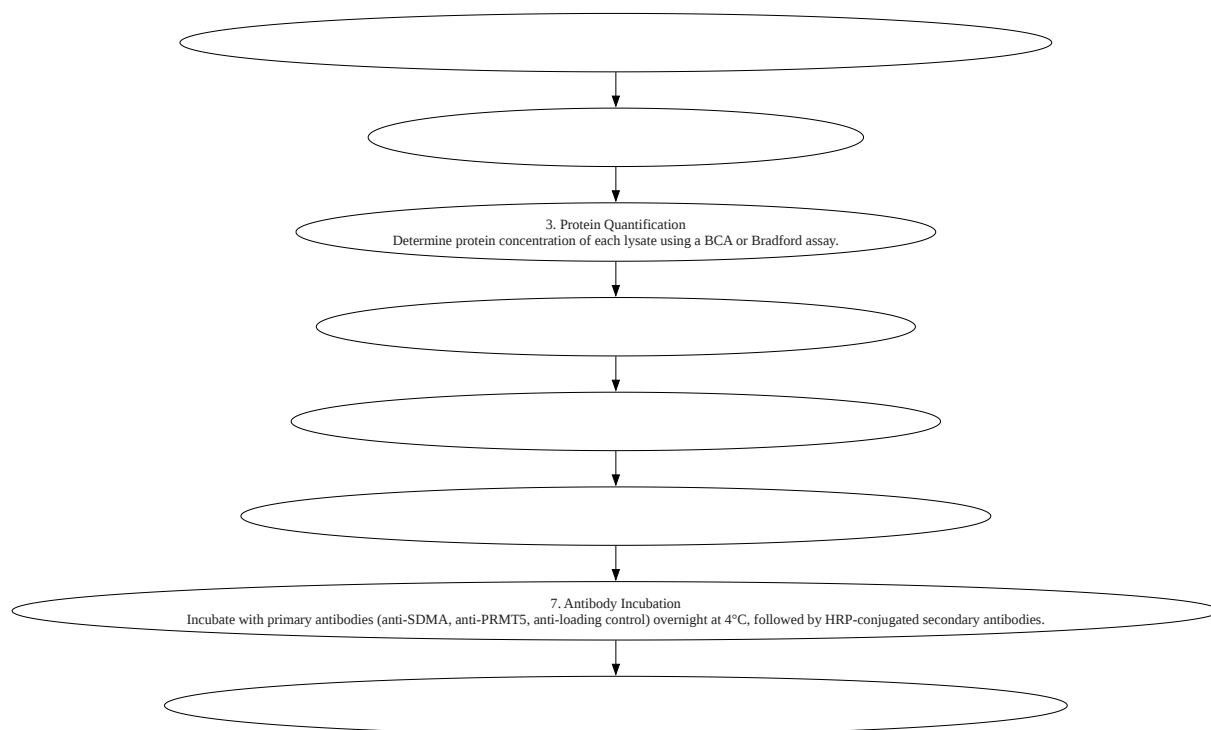 3. Protein Quantification
Determine protein concentration of each lysate using a BCA or Bradford assay.
7. Antibody Incubation
Incubate with primary antibodies (anti-SDMA, anti-PRMT5, anti-loading control) overnight at 4°C, followed by HRP-conjugated secondary antibodies.